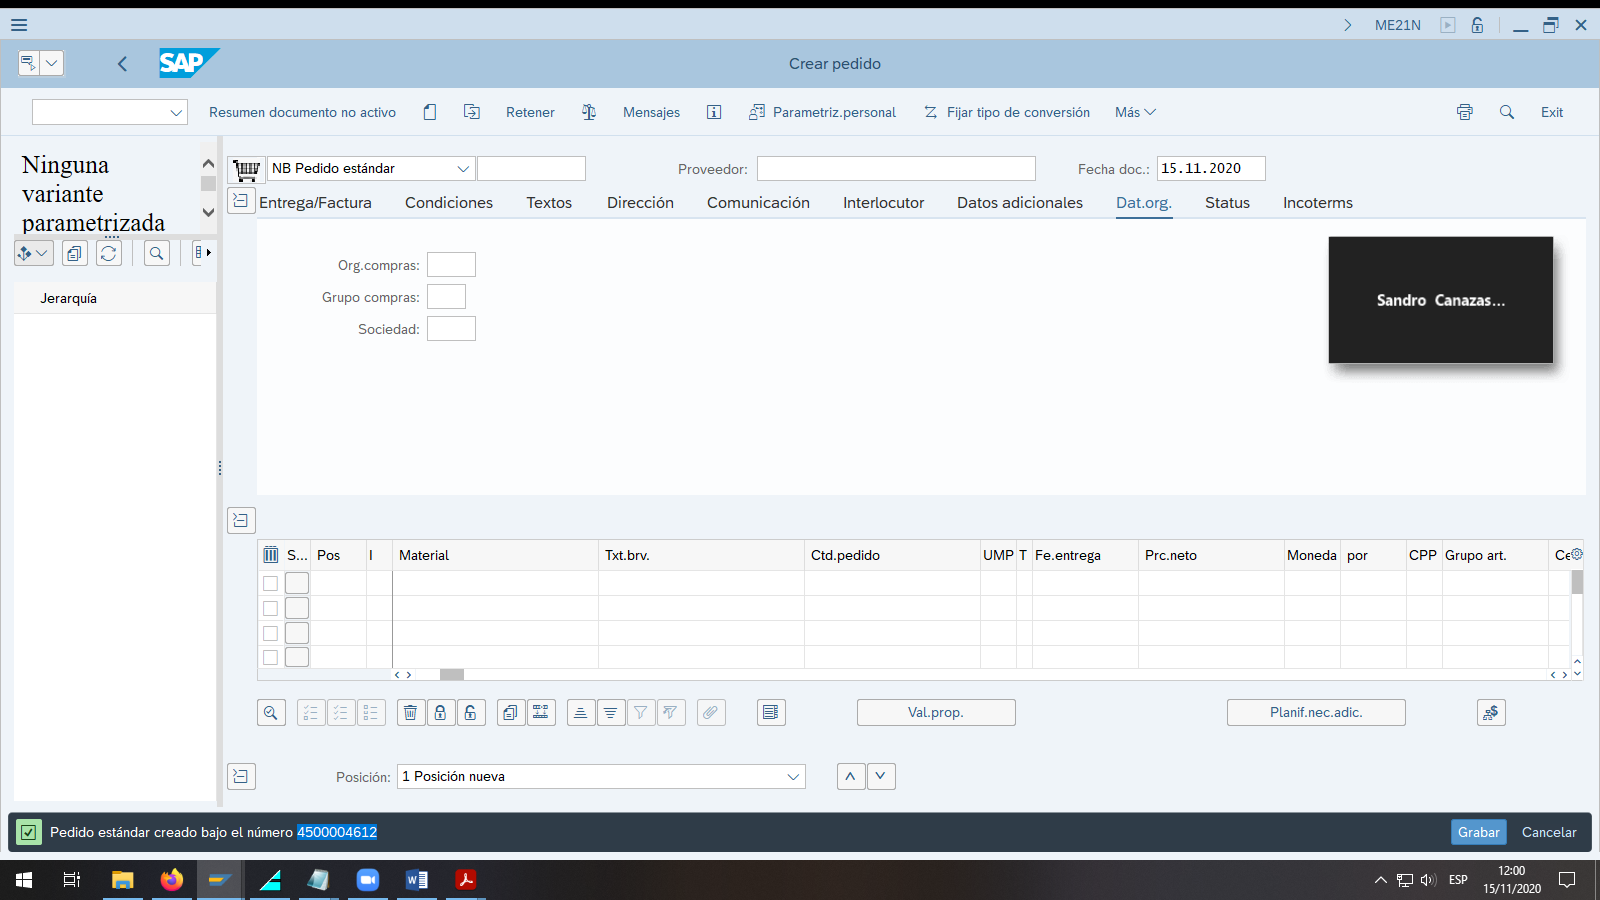 ME21N
SAP
Crear pedido
Resumen documento no activo
Retener
Mensajes
Parametriz.personal
Fijar tipo de conversión
Más
Exit
Ninguna
variante
parametrizada
NB Pedido estándar
Proveedor:
Fecha doc.: 15.11.2020
Entrega/Factura Condiciones Textos Dirección Comunicación Interlocutor Datos adicionales Dat.org. Status Incoterms
Jerarquía
Org.compras:
Grupo compras:
Sociedad:
Sandro Canazas...
S... Pos I Material Txt.brv. Ctd.pedido UMP T Fe.entrega Prc.neto Moneda por CPP Grupo art. Ce
Val.prop.
Planif.nec.adic.
Posición: 1 Posición nueva
Pedido estándar creado bajo el número 4500004612
Grabar Cancelar
ESP
12:00
15/11/2020